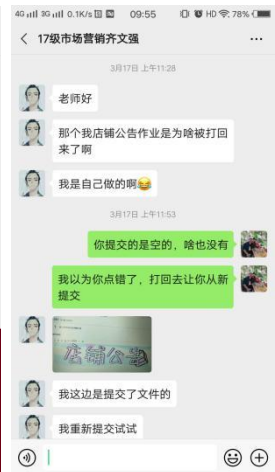 4G 3G 0.1K/s 09:55 HD 78%
17级市场营销齐文强
3月17日 上午11:28
老师好
那个我店铺公告作业是为啥被打回
来了啊
我是自己做的啊
3月17日 上午11:53
你提交的是空的，啥也没有
我以为你点错了，打回去让你从新
提交
店铺公告
我这边是提交了文件的
我重新提交试试